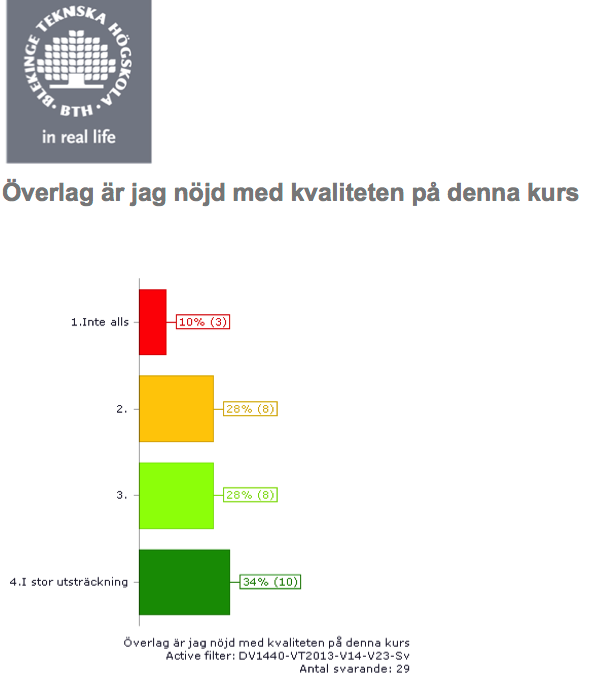 BLEKINGE TEKNISKA HÖGSKOLA
· BTH ·
in real life
Överlag är jag nöjd med kvaliteten på denna kurs
1.Inte alls
10% (3)
2.
28% (8)
3.
28% (8)
4.I stor utsträckning
34% (10)
Överlag är jag nöjd med kvaliteten på denna kurs
Active filter: DV1440-VT2013-V14-V23-Sv
Antal svarande: 29